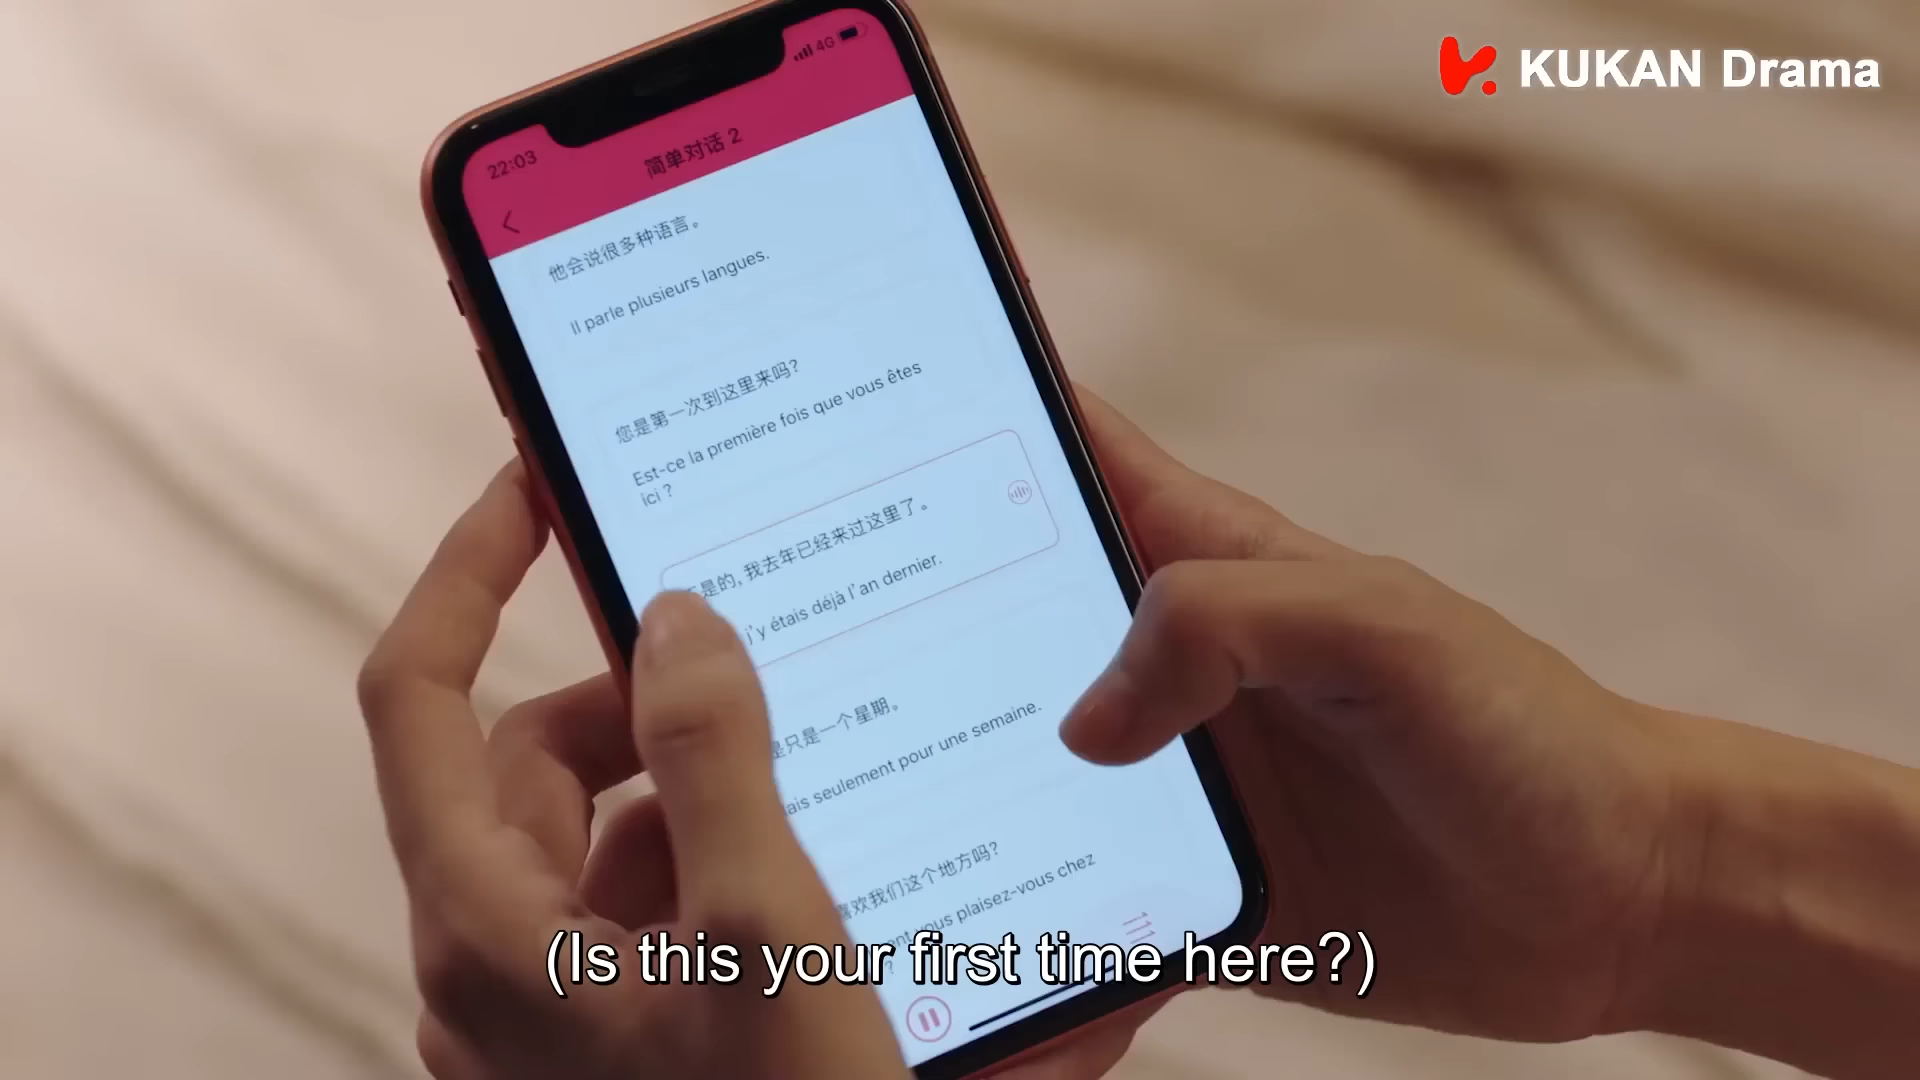 KUKAN Drama
4G
22:03
简单对话 2
他会说很多种语言。
Il parle plusieurs langues.
您是第一次到这里来吗?
Est-ce la première fois que vous êtes
ici ?
是的, 我去年已经来过这里了。
j'y étais déjà l'an dernier.
是只是一个星期。
ais seulement pour une semaine.
喜欢我们这个地方吗?
vous plaisez-vous chez
?
(Is this your first time here?)